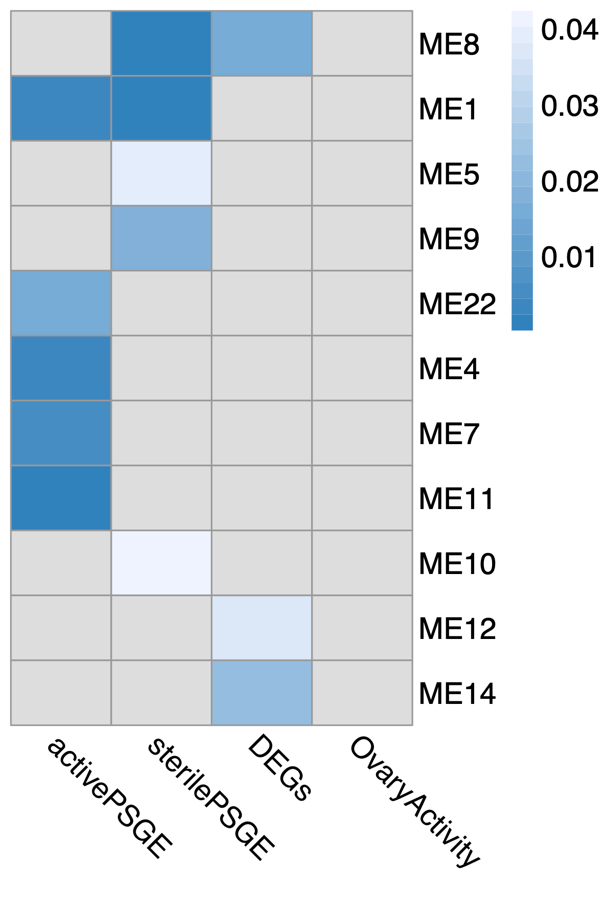 ME8
ME1
ME5
ME9
ME22
ME4
ME7
ME11
ME10
ME12
ME14
0.04
0.03
0.02
0.01
activePSGE
sterilePSGE
DEGs
OvaryActivity